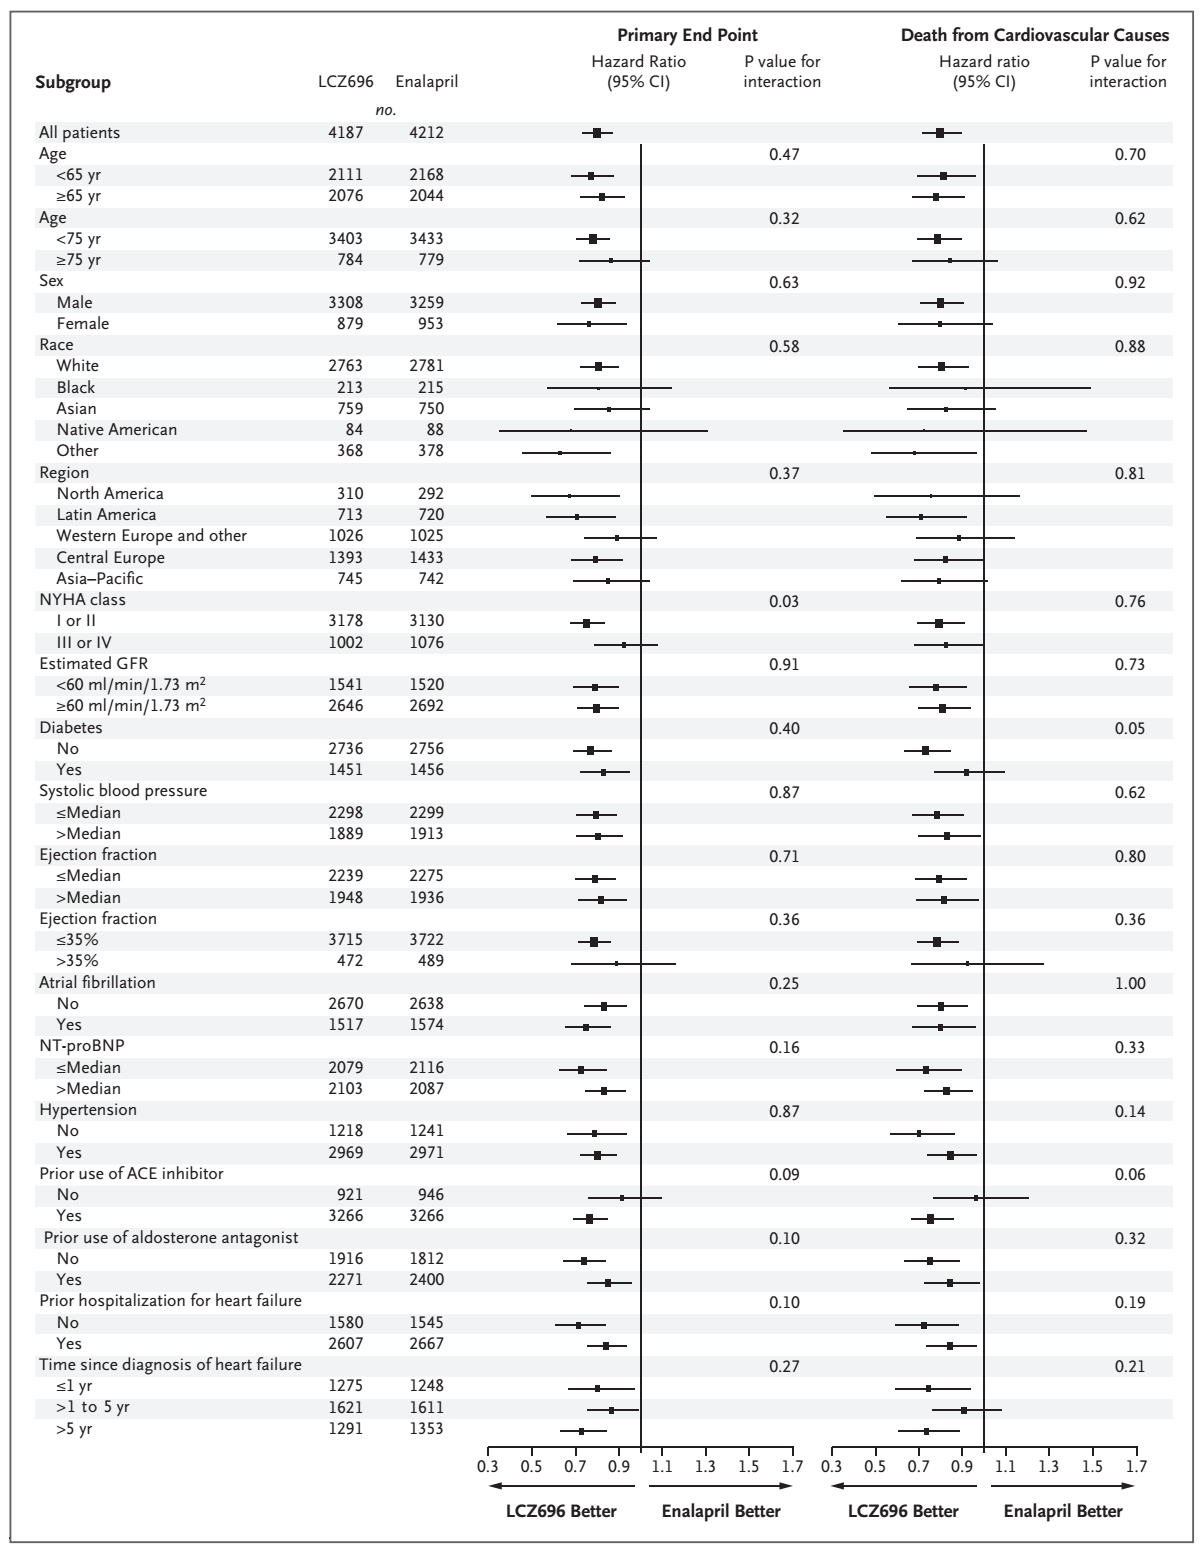 Primary End Point Death from Cardiovascular Causes
Hazard Ratio P value for Hazard ratio P value for
Subgroup LCZ696 Enalapril (95% CI) interaction (95% CI) interaction
no.
All patients 4187 4212
Age 0.47 0.70
<65 yr 2111 2168
≥65 yr 2076 2044
Age 0.32 0.62
<75 yr 3403 3433
≥75 yr 784 779
Sex 0.63 0.92
Male 3308 3259
Female 879 953
Race 0.58 0.88
White 2763 2781
Black 213 215
Asian 759 750
Native American 84 88
Other 368 378
Region 0.37 0.81
North America 310 292
Latin America 713 720
Western Europe and other 1026 1025
Central Europe 1393 1433
Asia–Pacific 745 742
NYHA class 0.03 0.76
I or II 3178 3130
III or IV 1002 1076
Estimated GFR 0.91 0.73
<60 ml/min/1.73 m² 1541 1520
≥60 ml/min/1.73 m² 2646 2692
Diabetes 0.40 0.05
No 2736 2756
Yes 1451 1456
Systolic blood pressure 0.87 0.62
≤Median 2298 2299
>Median 1889 1913
Ejection fraction 0.71 0.80
≤Median 2239 2275
>Median 1948 1936
Ejection fraction 0.36 0.36
≤35% 3715 3722
>35% 472 489
Atrial fibrillation 0.25 1.00
No 2670 2638
Yes 1517 1574
NT-proBNP 0.16 0.33
≤Median 2079 2116
>Median 2103 2087
Hypertension 0.87 0.14
No 1218 1241
Yes 2969 2971
Prior use of ACE inhibitor 0.09 0.06
No 921 946
Yes 3266 3266
Prior use of aldosterone antagonist 0.10 0.32
No 1916 1812
Yes 2271 2400
Prior hospitalization for heart failure 0.10 0.19
No 1580 1545
Yes 2607 2667
Time since diagnosis of heart failure 0.27 0.21
≤1 yr 1275 1248
>1 to 5 yr 1621 1611
>5 yr 1291 1353
0.3 0.5 0.7 0.9 1.1 1.3 1.5 1.7 0.3 0.5 0.7 0.9 1.1 1.3 1.5 1.7
LCZ696 Better Enalapril Better LCZ696 Better Enalapril Better